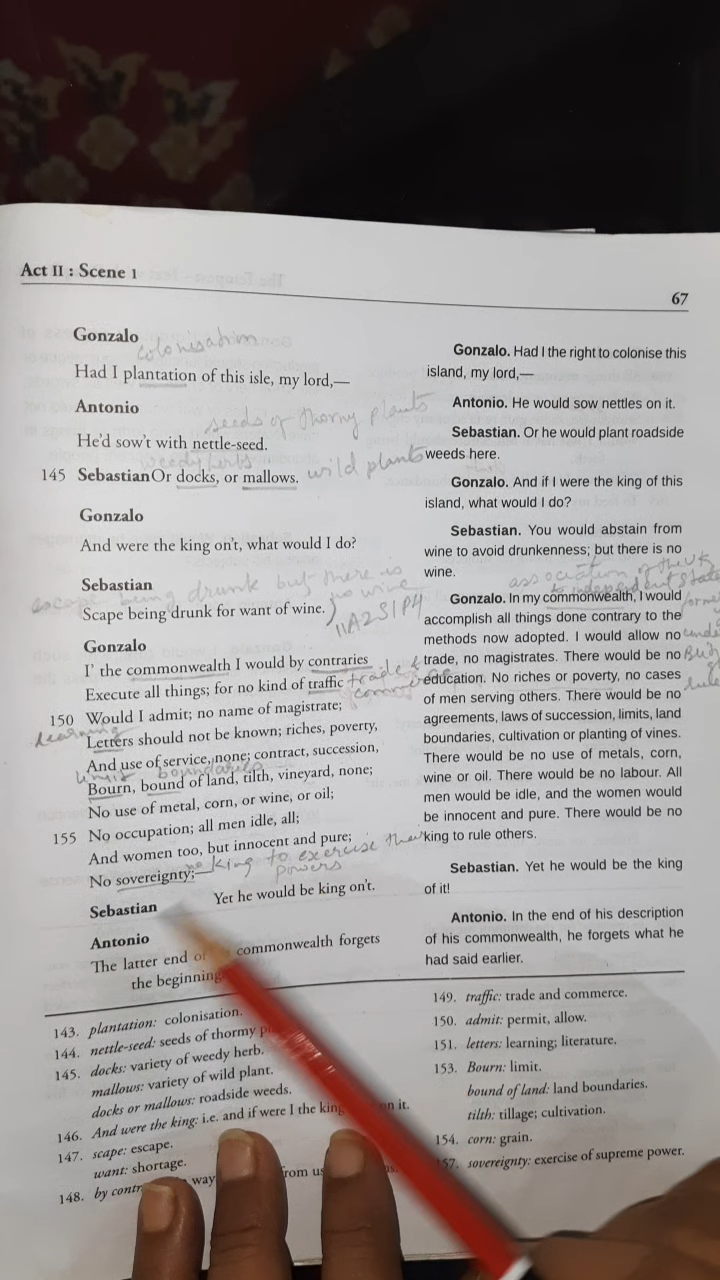 Act II : Scene 1
67
Gonzalo
colonisation
Had I plantation of this isle, my lord,—
Antonio
seeds of thorny plants
He'd sow't with nettle-seed.
weedy herbs
145 Sebastian Or docks, or mallows. wild plants
Gonzalo
And were the king on't, what would I do?
Sebastian
escape being drunk but there is
no wine
Scape being drunk for want of wine.
Gonzalo
I' the commonwealth I would by contraries
Execute all things; for no kind of traffic trade &
commerce
150 Would I admit; no name of magistrate;
learning
Letters should not be known; riches, poverty,
And use of service, none; contract, succession,
limit boundaries
Bourn, bound of land, tilth, vineyard, none;
No use of metal, corn, or wine, or oil;
155 No occupation; all men idle, all;
And women too, but innocent and pure;
no king to exercise their
powers
No sovereignty;—
Sebastian
Yet he would be king on't.
Antonio
The latter end of commonwealth forgets
the beginning
Gonzalo. Had I the right to colonise this
island, my lord,—
Antonio. He would sow nettles on it.
Sebastian. Or he would plant roadside
weeds here.
Gonzalo. And if I were the king of this
island, what would I do?
Sebastian. You would abstain from
wine to avoid drunkenness; but there is no
wine.
association of the UK
to independent state
Gonzalo. In my commonwealth, I would
accomplish all things done contrary to the
methods now adopted. I would allow no
trade, no magistrates. There would be no
education. No riches or poverty, no cases
of men serving others. There would be no
agreements, laws of succession, limits, land
boundaries, cultivation or planting of vines.
There would be no use of metals, corn,
wine or oil. There would be no labour. All
men would be idle, and the women would
be innocent and pure. There would be no
king to rule others.
Sebastian. Yet he would be the king
of it!
Antonio. In the end of his description
of his commonwealth, he forgets what he
had said earlier.
143. plantation: colonisation.
144. nettle-seed: seeds of thormy
145. docks: variety of weedy herb.
mallows: variety of wild plant.
docks or mallows: roadside weeds.
146. And were the king: i.e. and if were I the king on it.
147. scape: escape.
want: shortage.
148. by way from
149. traffic: trade and commerce.
150. admit: permit, allow.
151. letters: learning; literature.
153. Bourn: limit.
bound of land: land boundaries.
tilth: tillage; cultivation.
154. corn: grain.
157. sovereignty: exercise of supreme power.